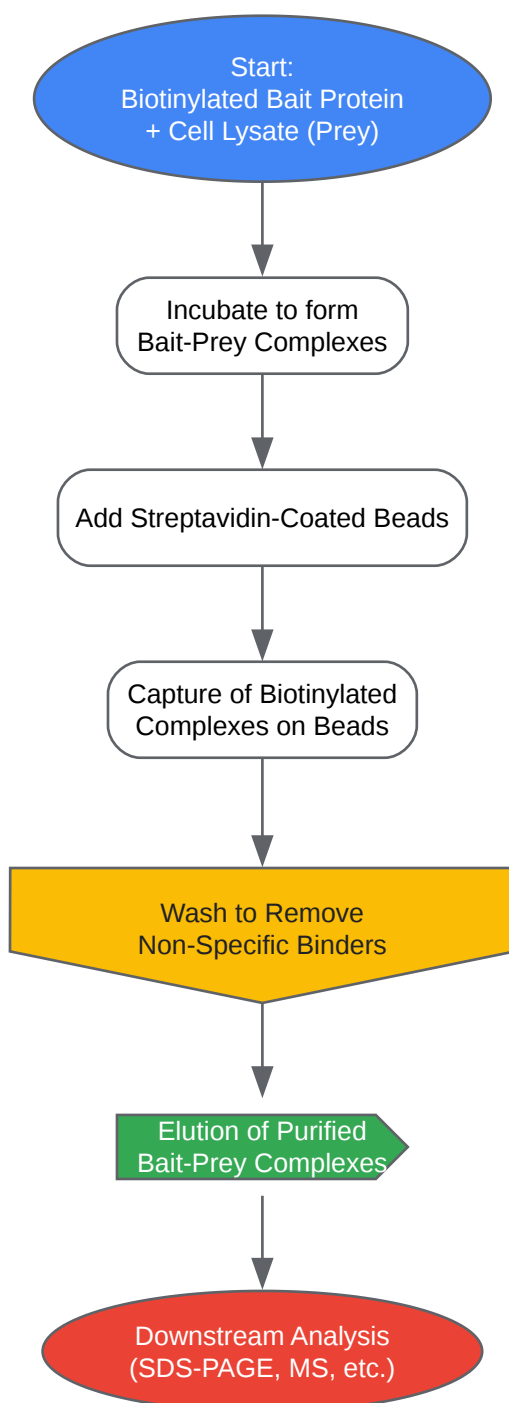 Start:
Biotinylated Bait Protein
+ Cell Lysate (Prey)
Incubate to form
Bait-Prey Complexes
Add Streptavidin-Coated Beads
Capture of Biotinylated
Complexes on Beads
Wash to Remove
Non-Specific Binders
Elution of Purified
Bait-Prey Complexes
Downstream Analysis
(SDS-PAGE, MS, etc.)